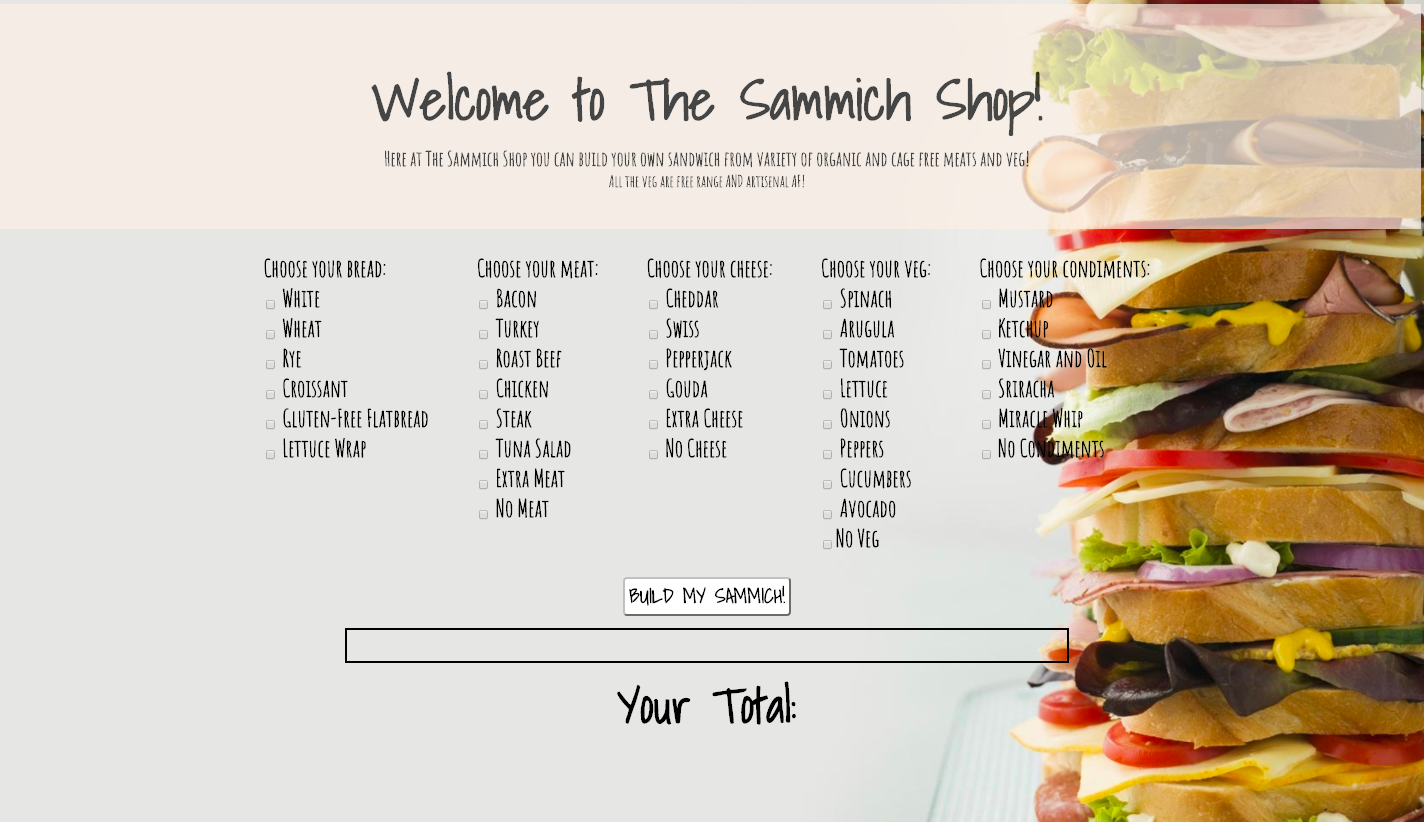 Welcome to The Sammich Shop!
Here at The Sammich Shop you can build your own sandwich from variety of organic and cage free meats and veg!
All the veg are free range AND artisenal AF!
Choose your bread:
White
Wheat
Rye
Croissant
Gluten-Free Flatbread
Lettuce Wrap
Choose your meat:
Bacon
Turkey
Roast Beef
Chicken
Steak
Tuna Salad
Extra Meat
No Meat
Choose your cheese:
Cheddar
Swiss
Pepperjack
Gouda
Extra Cheese
No Cheese
Choose your veg:
Spinach
Arugula
Tomatoes
Lettuce
Onions
Peppers
Cucumbers
Avocado
No Veg
Choose your condiments:
Mustard
Ketchup
Vinegar and Oil
Sriracha
Miracle Whip
No Condiments
BUILD MY SAMMICH!
Your Total: